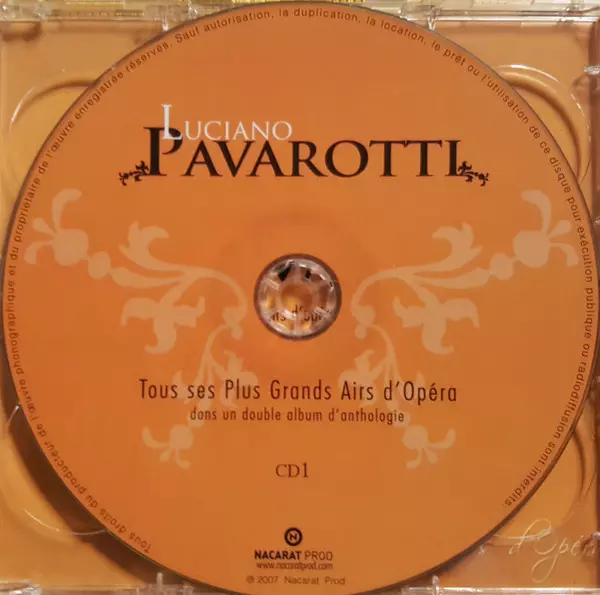 Tous droits du producteur de l'œuvre phonographique et du propriétaire de l'œuvre enregistrée réservés. Sauf autorisation, la duplication, la location, le prêt ou l'utilisation de ce disque pour exécution publique ou radiodiffusion sont interdits.
LUCIANO
PAVAROTTI
Tous ses Plus Grands Airs d'Opéra
dans un double album d'anthologie
CD1
N
NACARAT PROD
www.nacaratprod.com
℗ 2007 Nacarat Prod
d'Opér